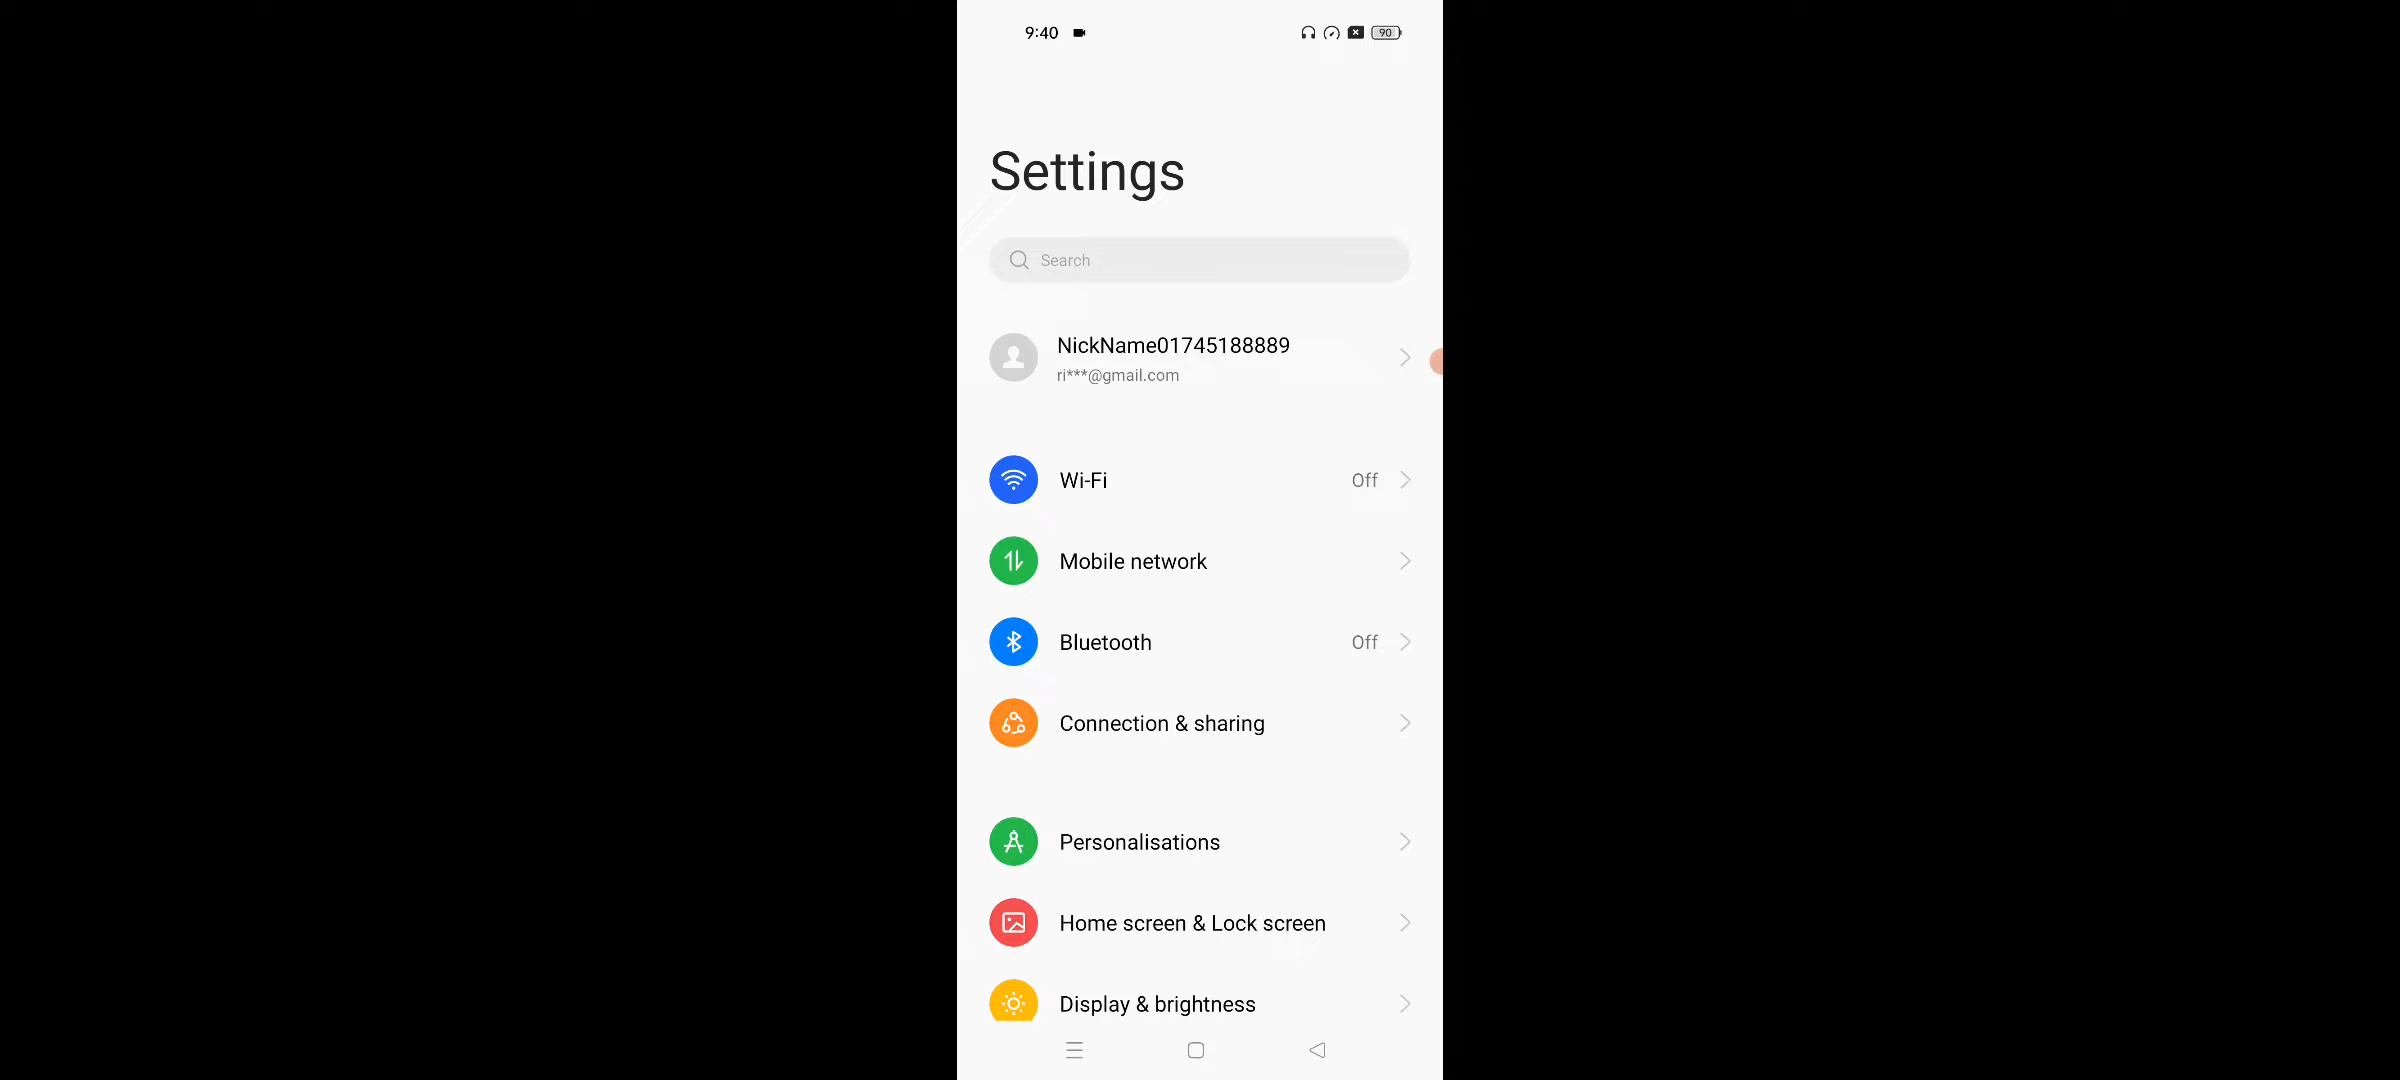 9:40
90
Settings
Search
NickName01745188889
ri***@gmail.com
Wi-Fi Off
Mobile network
Bluetooth Off
Connection & sharing
Personalisations
Home screen & Lock screen
Display & brightness